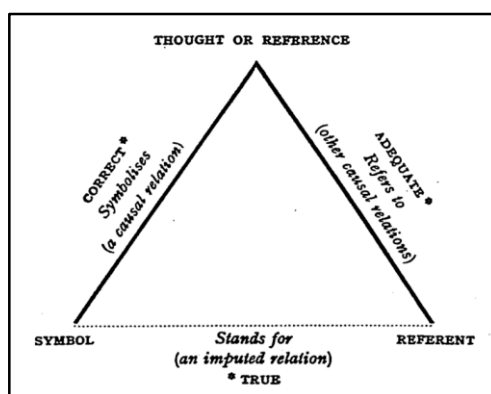 THOUGHT OR REFERENCE
CORRECT*
Symbolises
(a causal relation)
ADEQUATE*
Refers to
(other causal relations)
SYMBOL
REFERENT
Stands for
(an imputed relation)
* TRUE